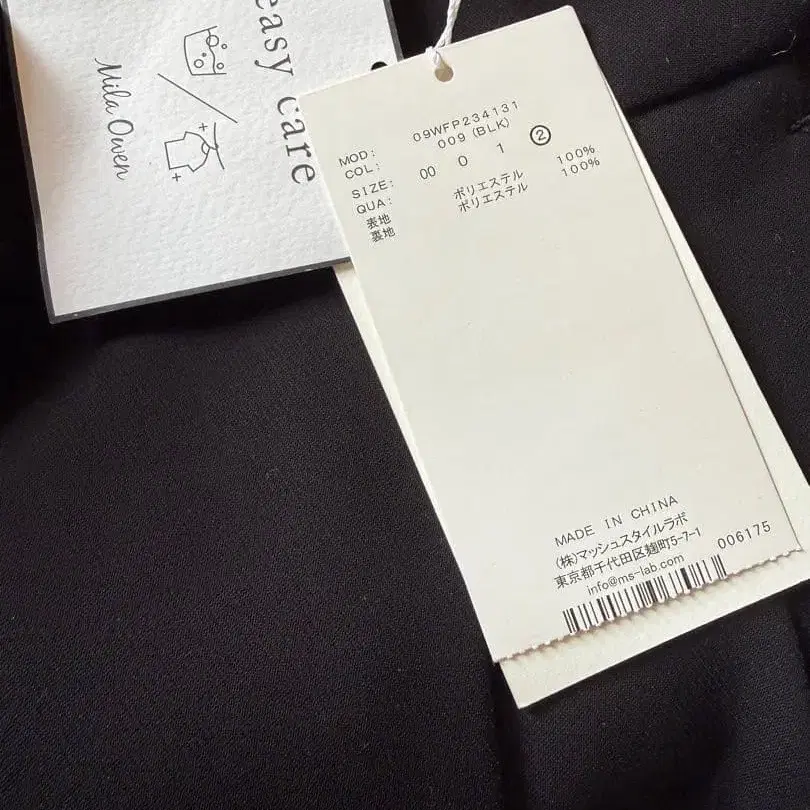 easy care
Mila Owen
MOD: 09WFP234131
COL: 009 (BLK)
SIZE: 00 0 1 ②
QUA:
表地 ポリエステル 100%
裏地 ポリエステル 100%
MADE IN CHINA
(株)マッシュスタイルラボ
東京都千代田区麹町5-7-1
info@ms-lab.com 006175